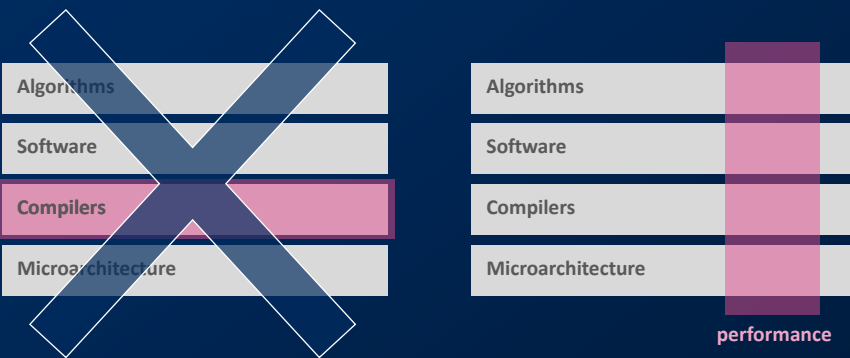 Algorithms
Software
Compilers
Microarchitecture
Algorithms
Software
Compilers
Microarchitecture
performance